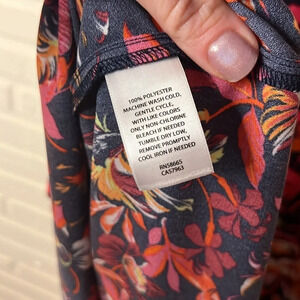 100% POLYESTER
MACHINE WASH COLD,
GENTLE CYCLE,
WITH LIKE COLORS
ONLY NON-CHLORINE
BLEACH IF NEEDED
TUMBLE DRY LOW,
REMOVE PROMPTLY
COOL IRON IF NEEDED
RN58665
CA57963